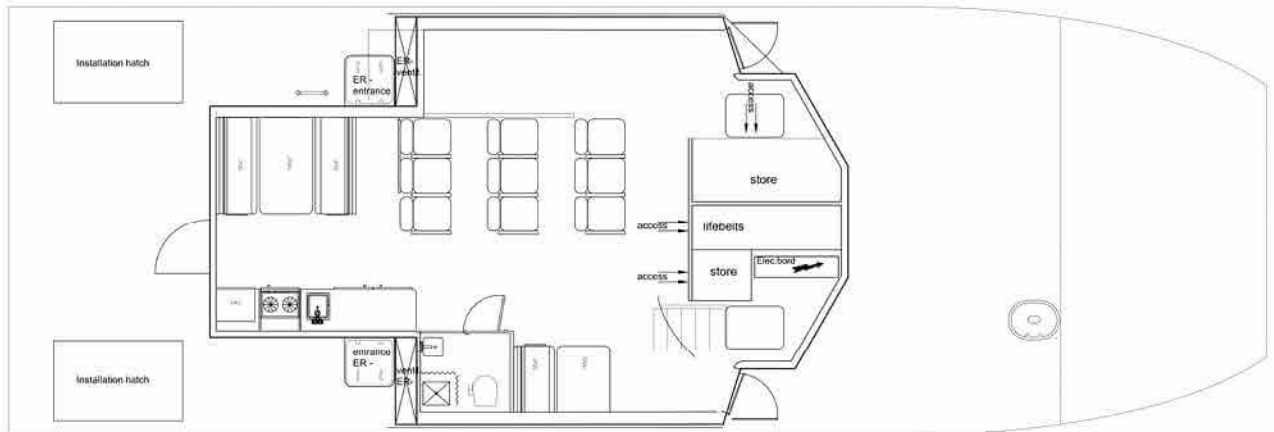 Installation hatch
ER -
entrance
ER-
ventil.
access
store
access
lifebelts
Elec.bord
store
access
entrance
ER -
ventil.
ER-
Installation hatch